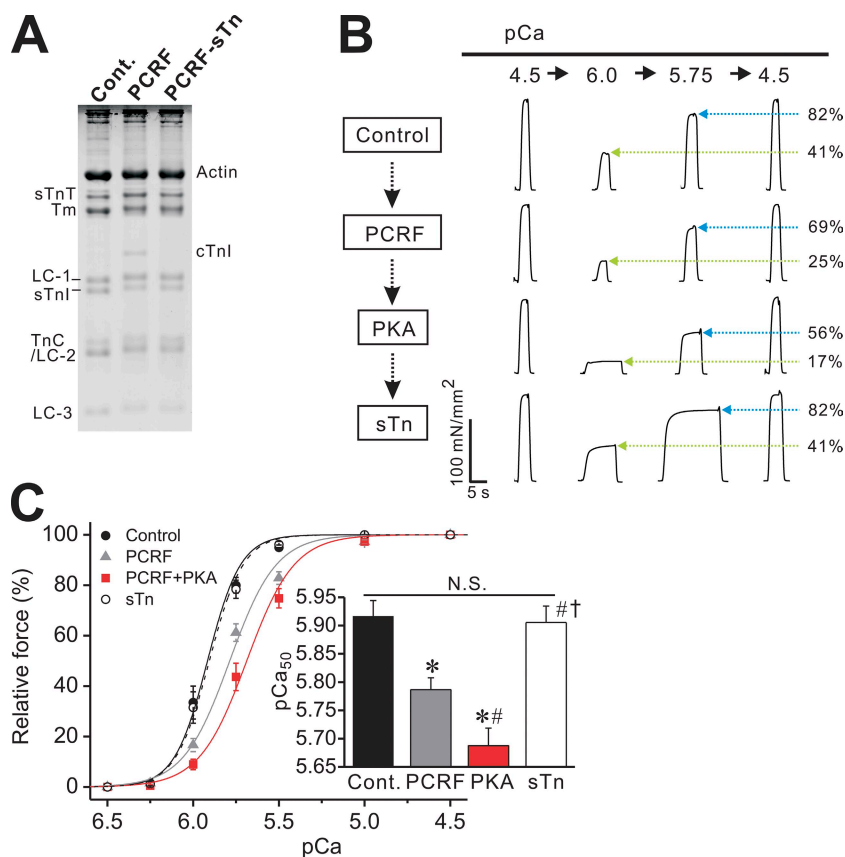 A
Cont.
PCRF
PCRF-sTn
Actin
sTnT
Tm
cTnI
LC-1
sTnI
TnC
/LC-2
LC-3
B
pCa
4.5 6.0 5.75 4.5
Control
82%
41%
PCRF
69%
25%
PKA
56%
17%
sTn
82%
41%
100 mN/mm2
5 s
C
Relative force (%)
100
80
60
40
20
0
Control
PCRF
PCRF+PKA
sTn
6.5 6.0 5.5 5.0 4.5
pCa
N.S.
pCa50
5.95
5.90
5.85
5.80
5.75
5.70
5.65
*
*#
#†
Cont. PCRF PKA sTn